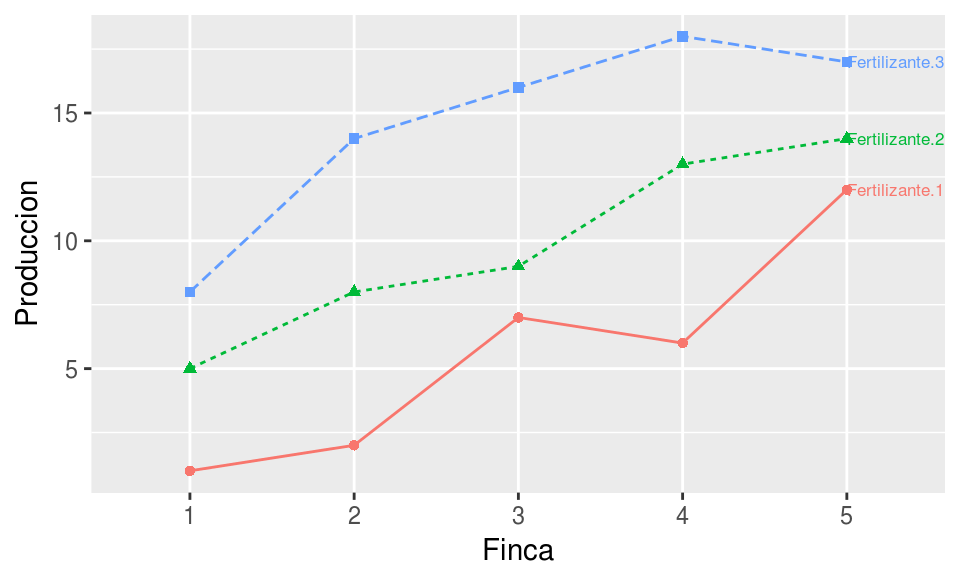 Produccion
15
10
5
Fertilizante.3
Fertilizante.2
Fertilizante.1
1 2 3 4 5
Finca